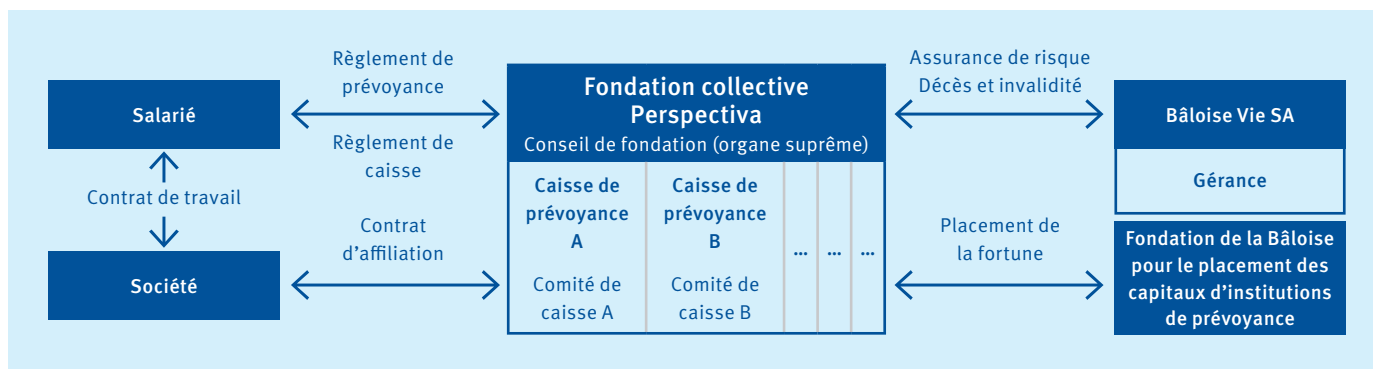 Salarié
Contrat de travail
Société
Règlement de
prévoyance
Règlement de
caisse
Contrat
d’affiliation
Fondation collective
Perspectiva
Conseil de fondation (organe suprême)
Caisse de
prévoyance
A
Comité de
caisse A
Caisse de
prévoyance
B
Comité de
caisse B
...
...
...
Assurance de risque
Décès et invalidité
Placement de
la fortune
Bâloise Vie SA
Gérance
Fondation de la Bâloise
pour le placement des
capitaux d’institutions
de prévoyance